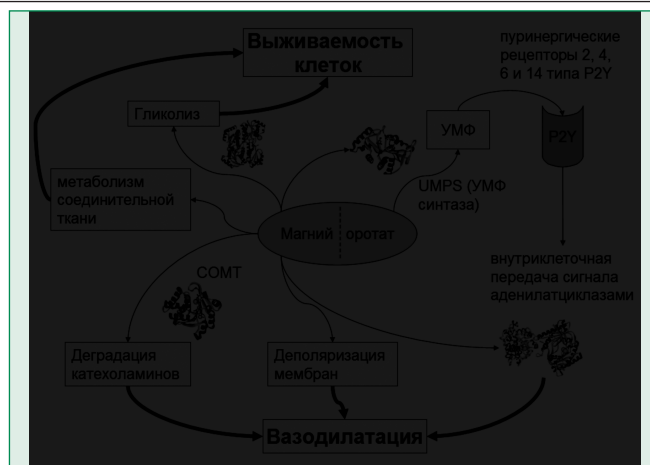 Выживаемость
клеток
пуринергические
рецепторы 2, 4,
6 и 14 типа P2Y
Гликолиз
УМФ
P2Y
метаболизм
соединительной
ткани
UMPS (УМФ
синтаза)
Магний оротат
COMT
внутриклеточная
передача сигнала
аденилатциклазами
Деградация
катехоламинов
Деполяризация
мембран
Вазодилатация